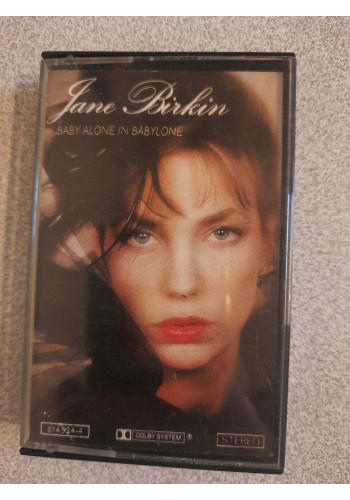 Jane Birkin
BABY ALONE IN BABYLONE
814 924-4
DOLBY SYSTEM
STEREO